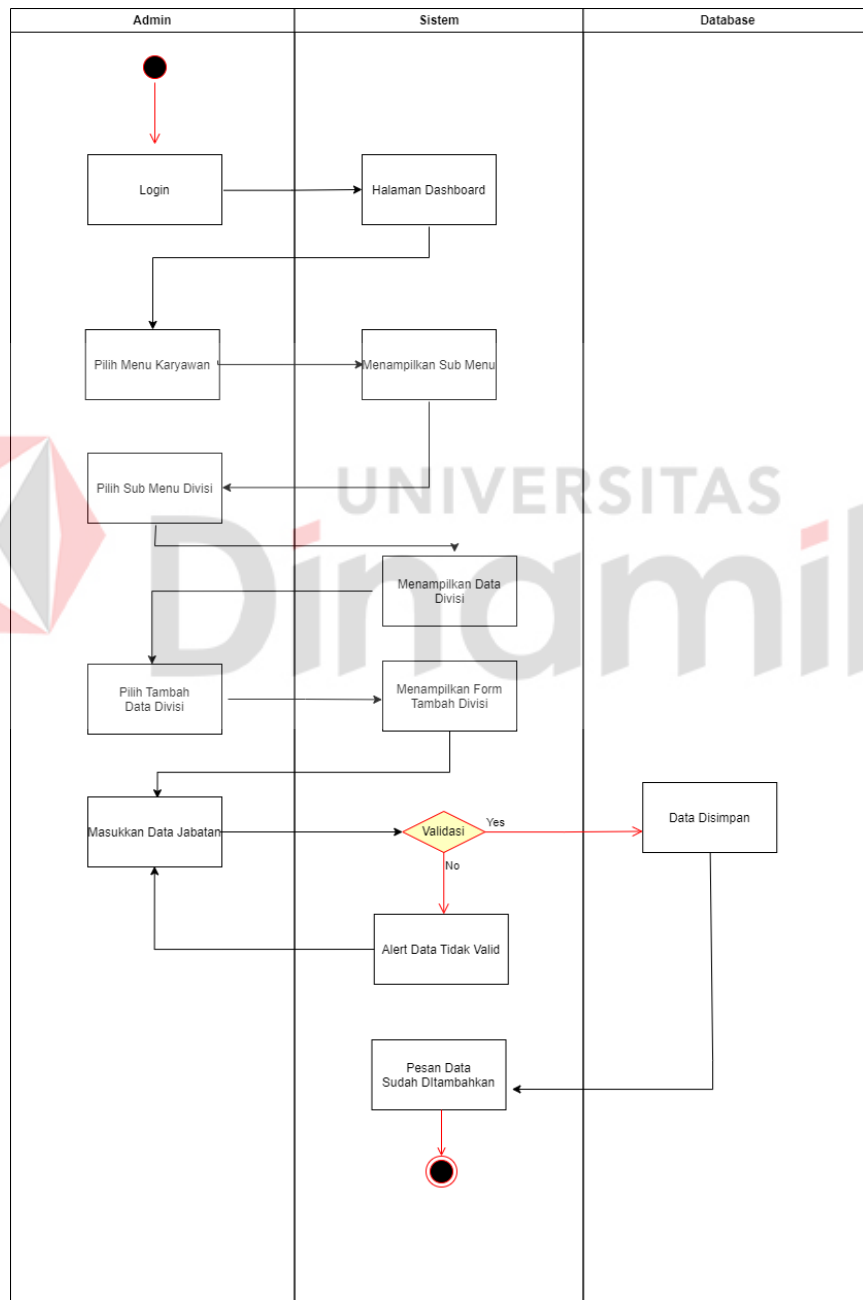 Admin
Sistem
Database
Login
Halaman Dashboard
Pilih Menu Karyawan
Menampilkan Sub Menu
Pilih Sub Menu Divisi
UNIVERSITAS
Dinamik
Menampilkan Data
Divisi
Pilih Tambah
Data Divisi
Menampilkan Form
Tambah Divisi
Masukkan Data Jabatan
Validasi
Yes
Data Disimpan
No
Alert Data Tidak Valid
Pesan Data
Sudah DItambahkan